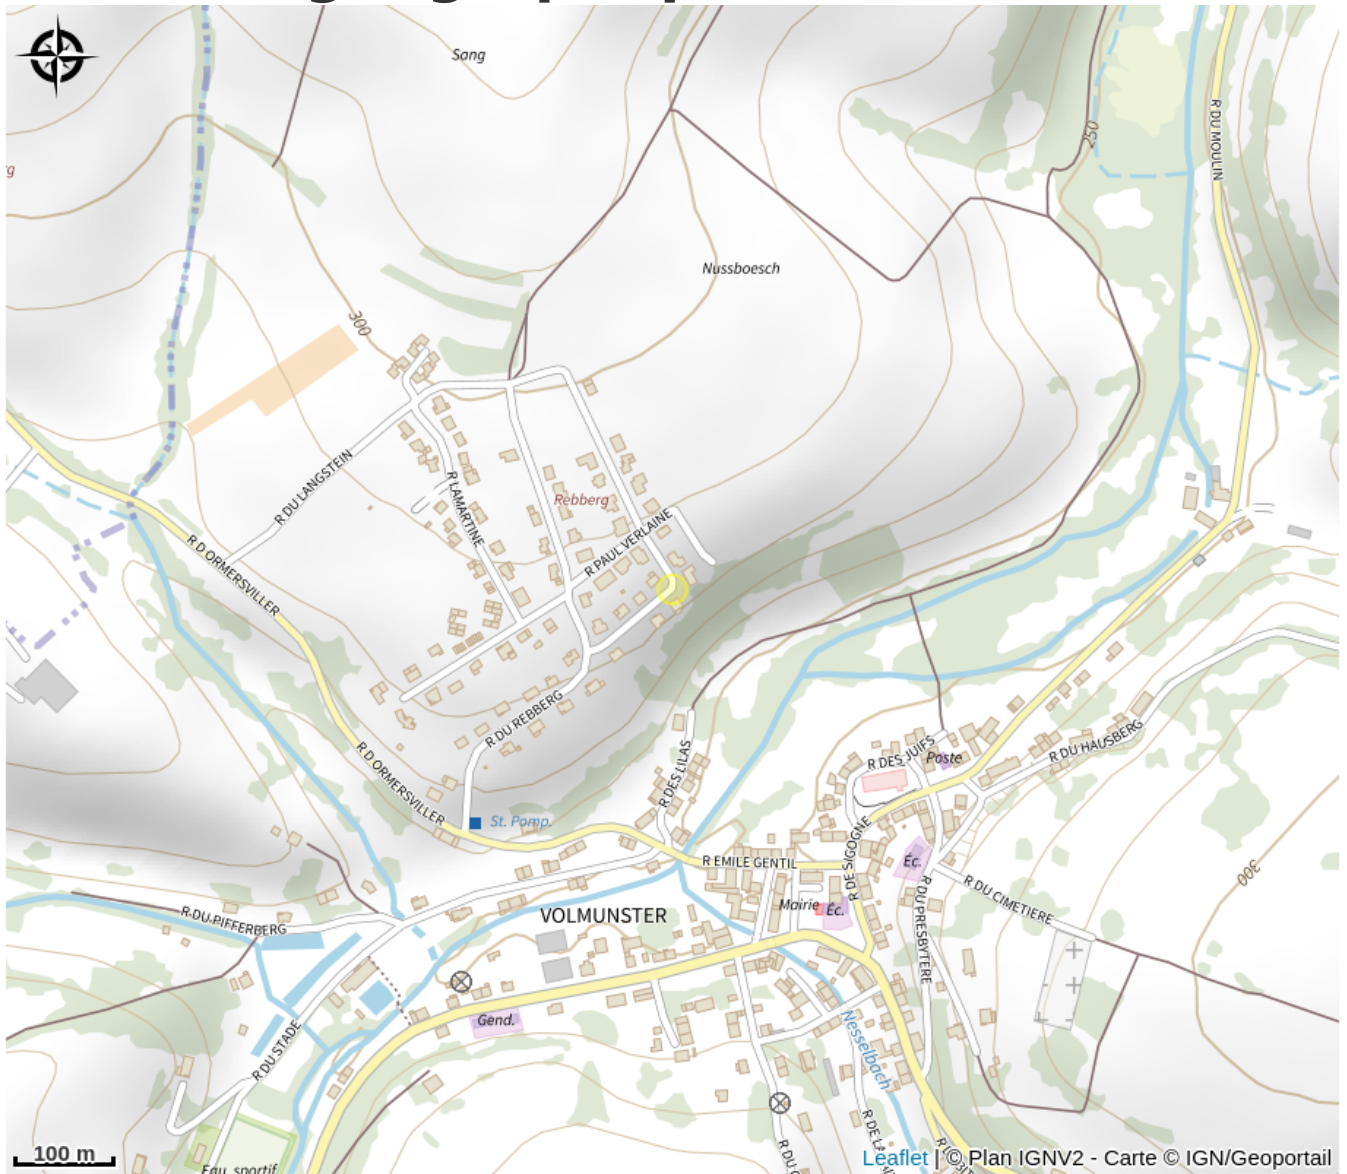 Sang
R DU MOULIN
250
Nussboesch
300
R DU LANGSTEIN
R LAMARTINE
Rebberg
R PAUL VERLAINE
R D ORMERSVILLER
R DU REBBERG
R D ORMERSVILLER
St. Pomp.
R DES LILAS
R DES JUIFS
Poste
R DU HAUSBERG
R EMILE GENTIL
R DE SIGOGNE
Éc.
300
R DU PIFFERBERG
VOLMUNSTER
Mairie
Éc.
R DU PRESBYTERE
R DU CIMETIERE
Gend.
R DU STADE
Nesselbach
100 m
Equ. sportif
Leaflet | © Plan IGNV2 - Carte © IGN/Geoportail